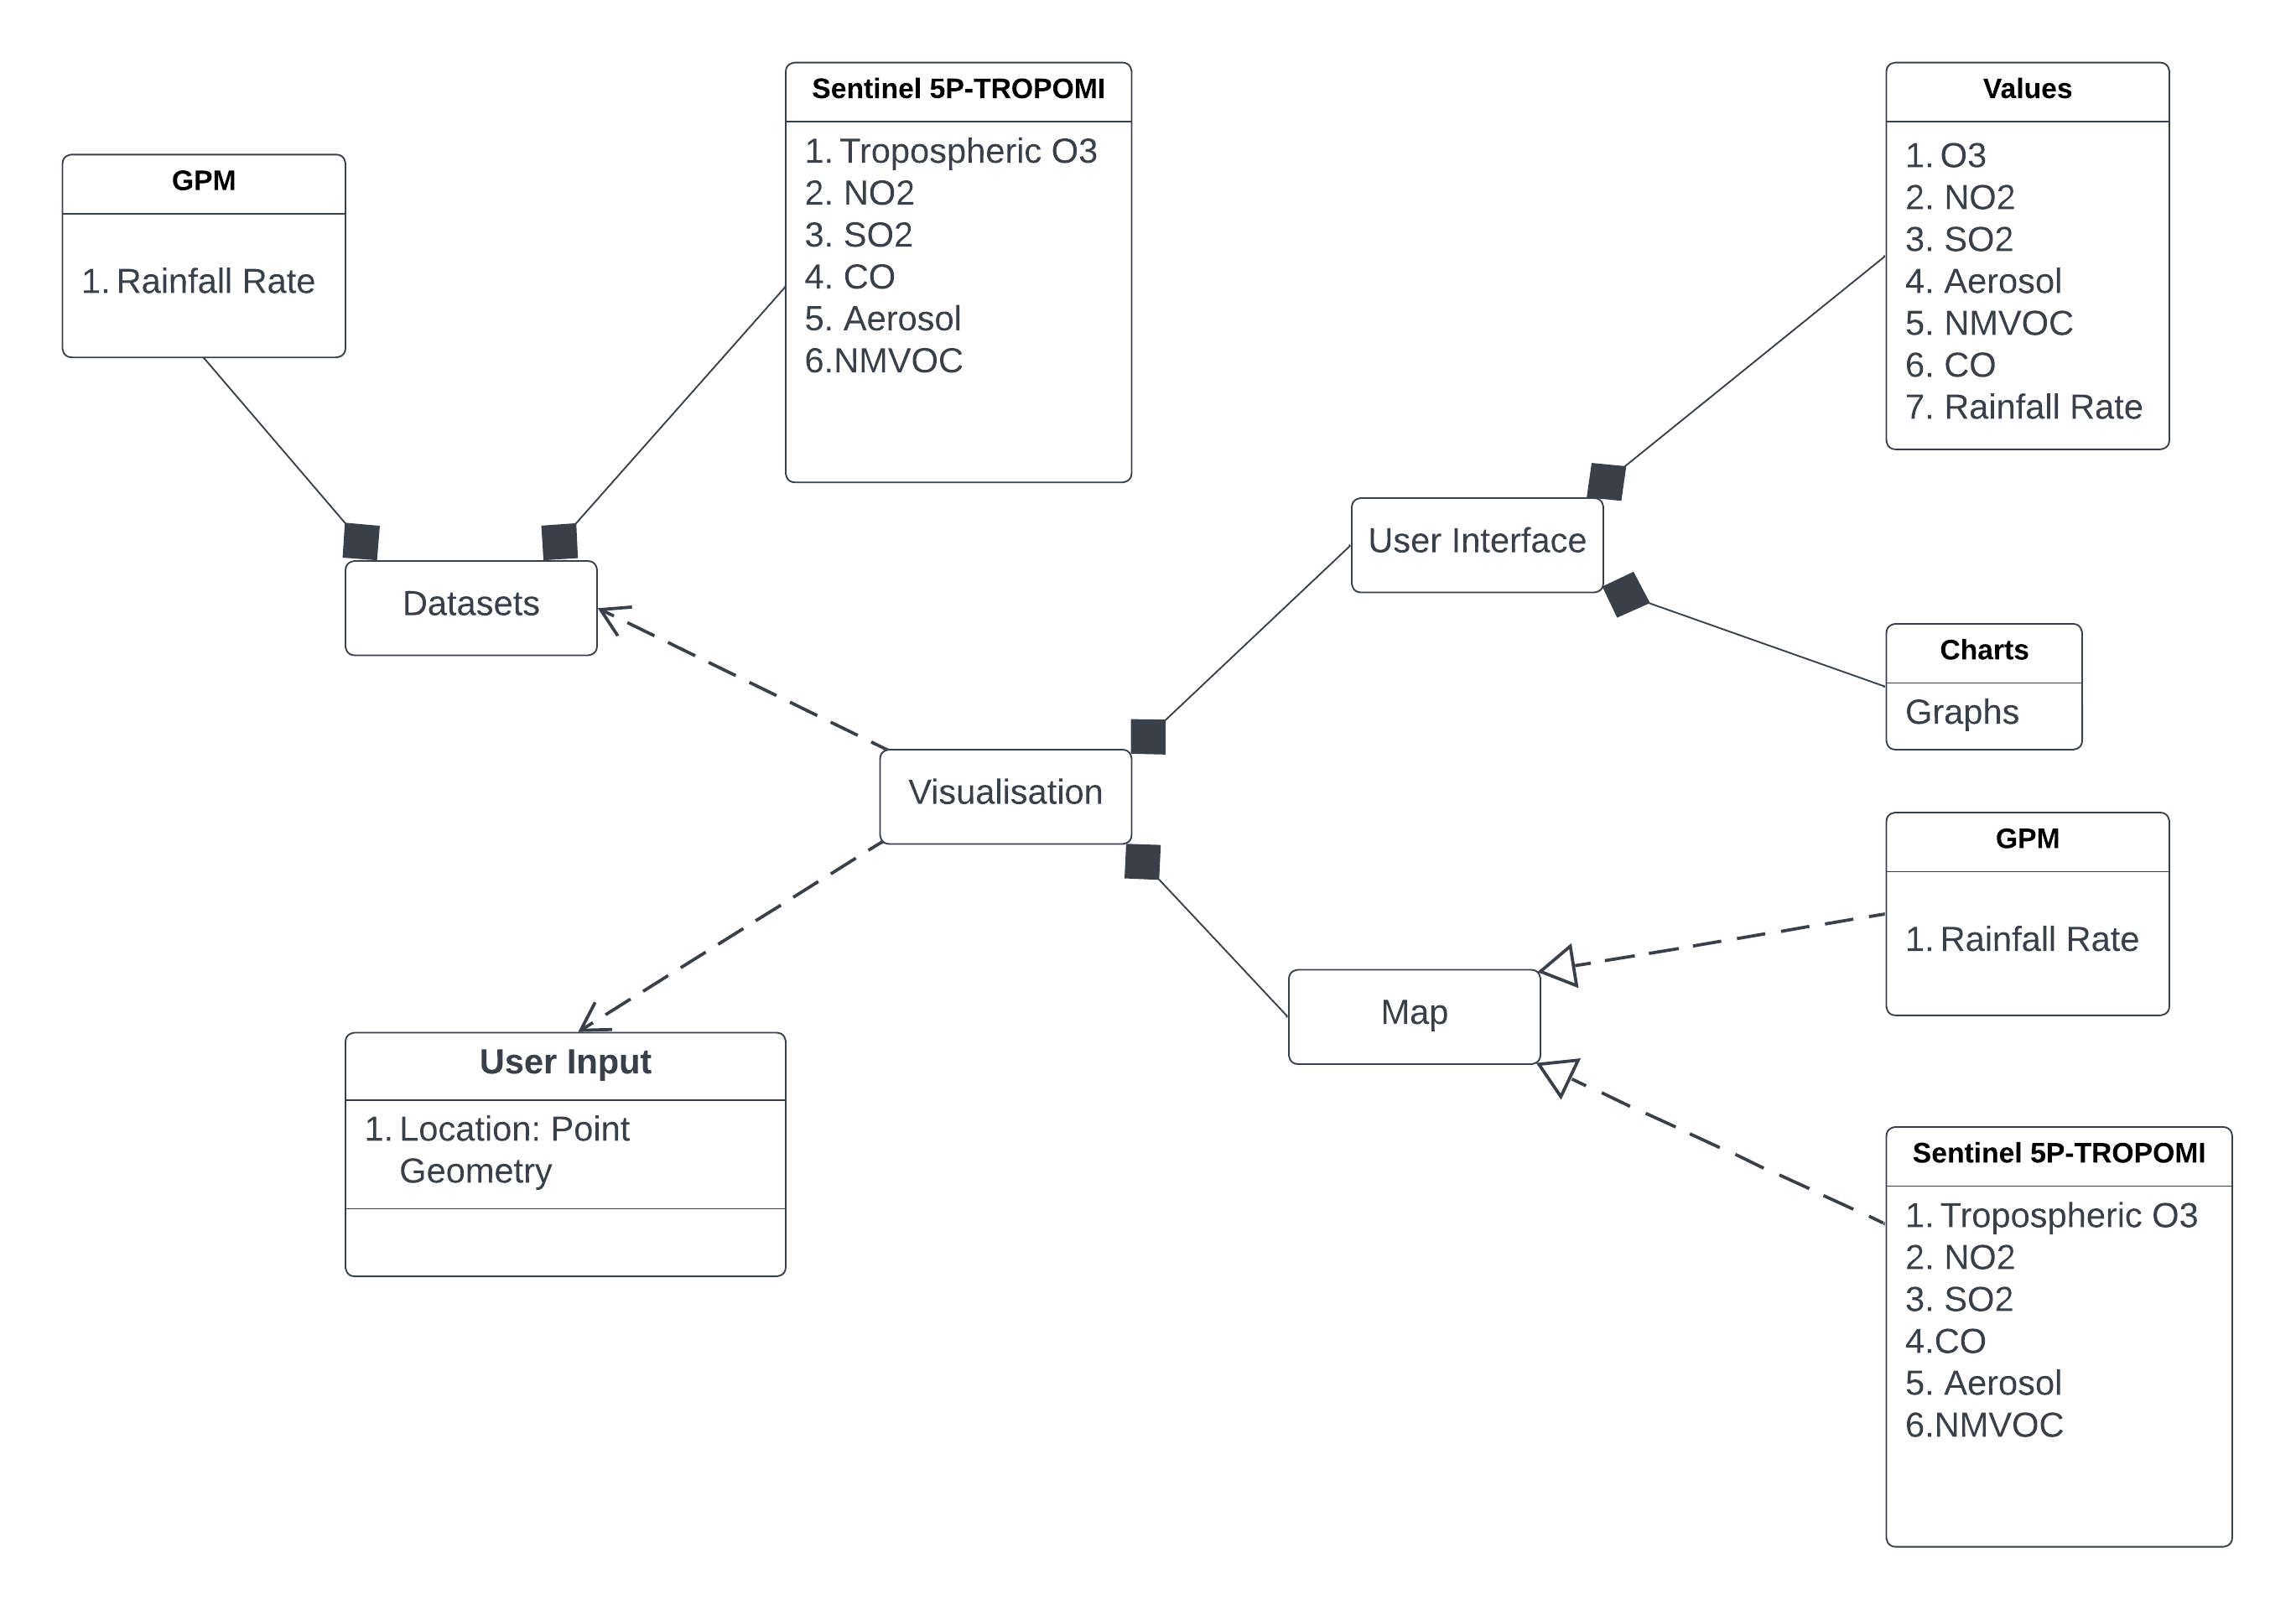 GPM
1. Rainfall Rate
Sentinel 5P-TROPOMI
1. Tropospheric O3
2. NO2
3. SO2
4. CO
5. Aerosol
6.NMVOC
Values
1. O3
2. NO2
3. SO2
4. Aerosol
5. NMVOC
6. CO
7. Rainfall Rate
Datasets
User Interface
Charts
Graphs
Visualisation
GPM
1. Rainfall Rate
Map
User Input
1. Location: Point
Geometry
Sentinel 5P-TROPOMI
1. Tropospheric O3
2. NO2
3. SO2
4.CO
5. Aerosol
6.NMVOC